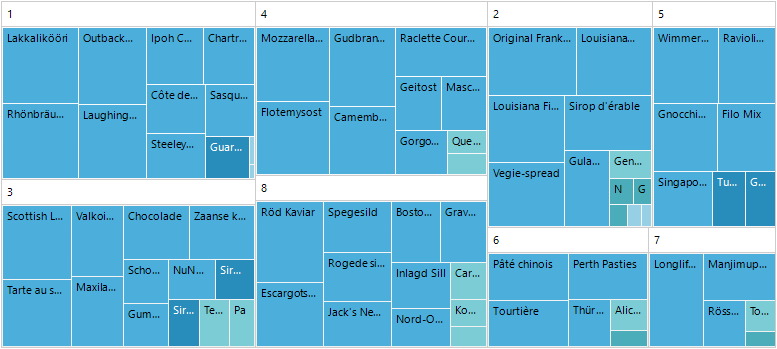 1
Lakkalikööri
Outback...
Ipoh C...
Chartr...
Côte de...
Sasqu...
Rhönbräu...
Laughing...
Steeley...
Guar...
4
Mozzarella...
Gudbran...
Raclette Cour...
Geitost
Masc...
Flotemysost
Camemb...
Gorgo...
Que...
2
Original Frank...
Louisiana...
Louisiana Fi...
Sirop d'érable
Vegie-spread
Gula...
Gen...
N
G
5
Wimmer...
Ravioli...
Gnocchi...
Filo Mix
Singapo...
Tu...
G...
3
Scottish L...
Valkoi...
Chocolade
Zaanse k...
Scho...
NuN...
Sir...
Tarte au s...
Maxila...
Gum...
Sir...
Te...
Pa
8
Röd Kaviar
Spegesild
Bosto...
Grav...
Rogede si...
Inlagd Sill
Car...
Escargots...
Jack's Ne...
Nord-O...
Ko...
6
Pâté chinois
Perth Pasties
Tourtière
Thür...
Alic...
7
Longlif...
Manjimup...
Röss...
To...